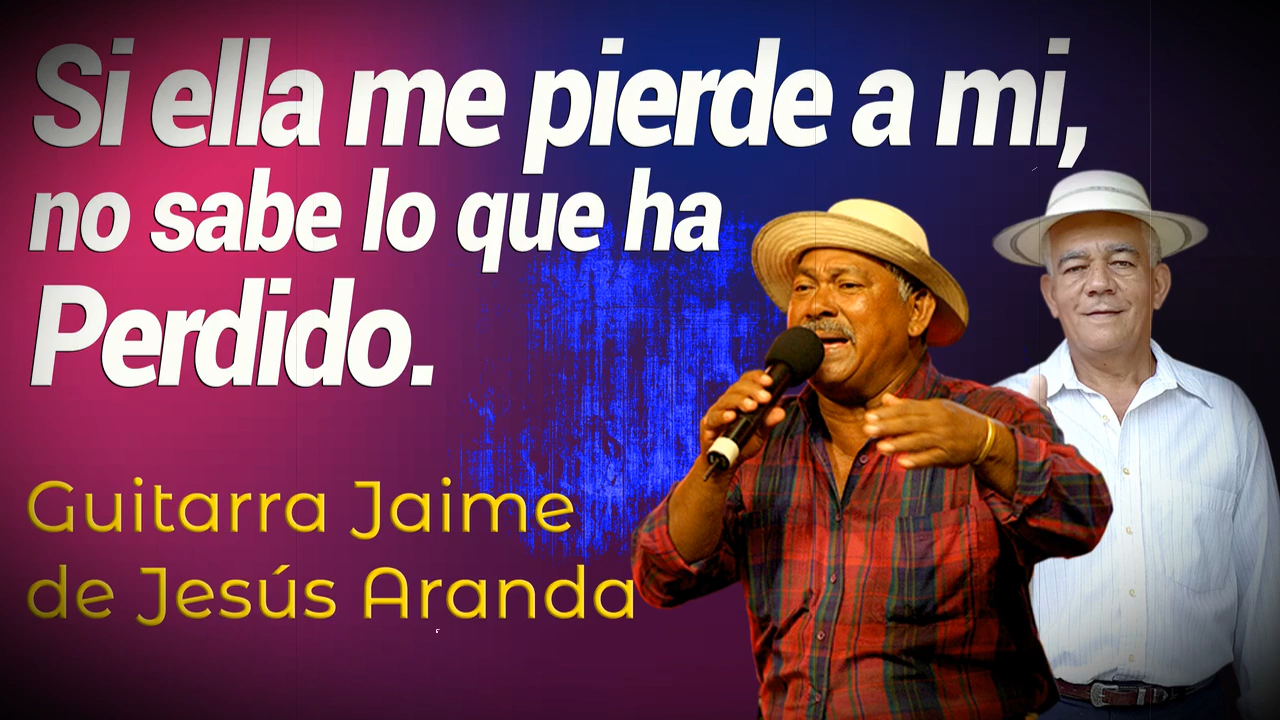 Si ella me pierde a mi,
no sabe lo que ha
Perdido.
Guitarra Jaime
de Jesús Aranda